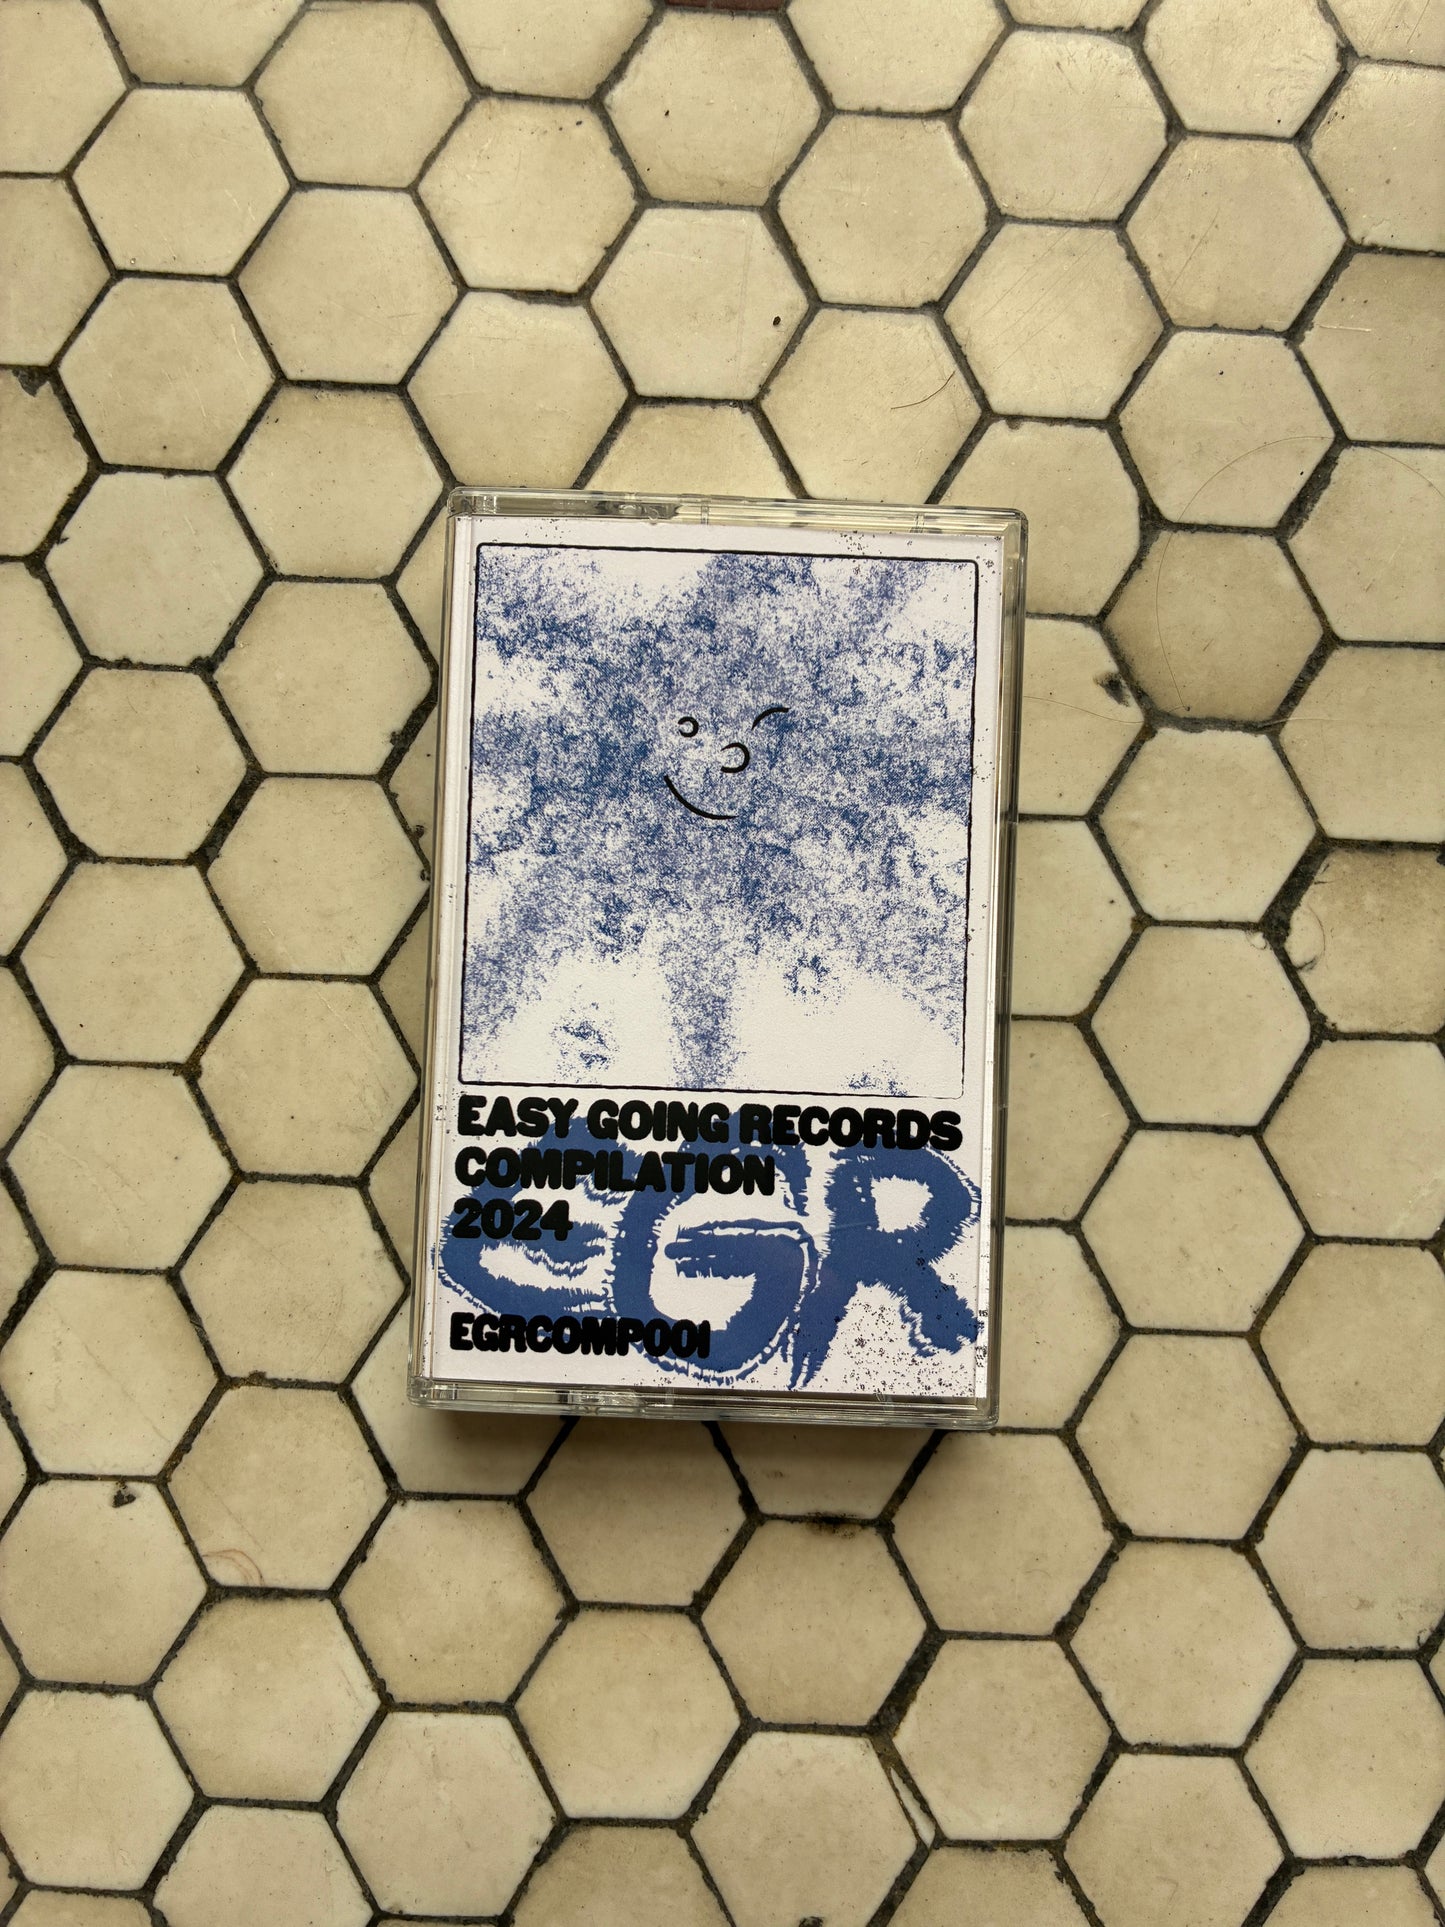 EASY GOING RECORDS
COMPILATION
2024
EGR
EGRCOMP001